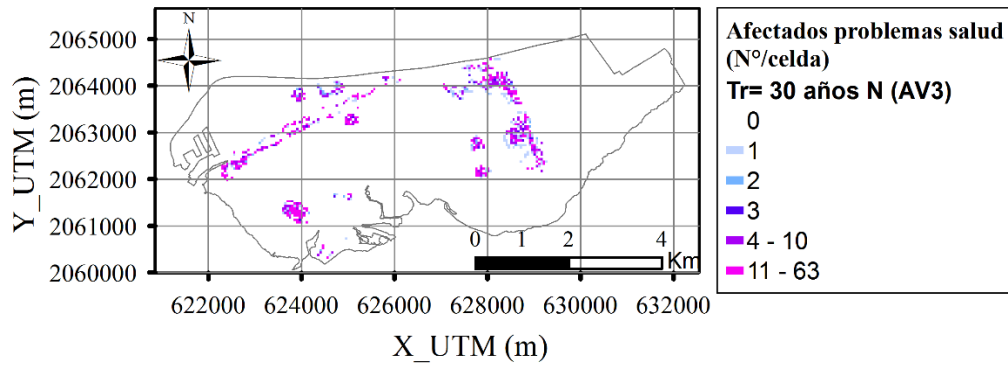 N
2065000
2064000
2063000
2062000
2061000
2060000
Y_UTM (m)
0 1 2 4
Km
622000 624000 626000 628000 630000 632000
X_UTM (m)
Afectados problemas salud
(N°/celda)
Tr= 30 años N (AV3)
0
1
2
3
4 - 10
11 - 63